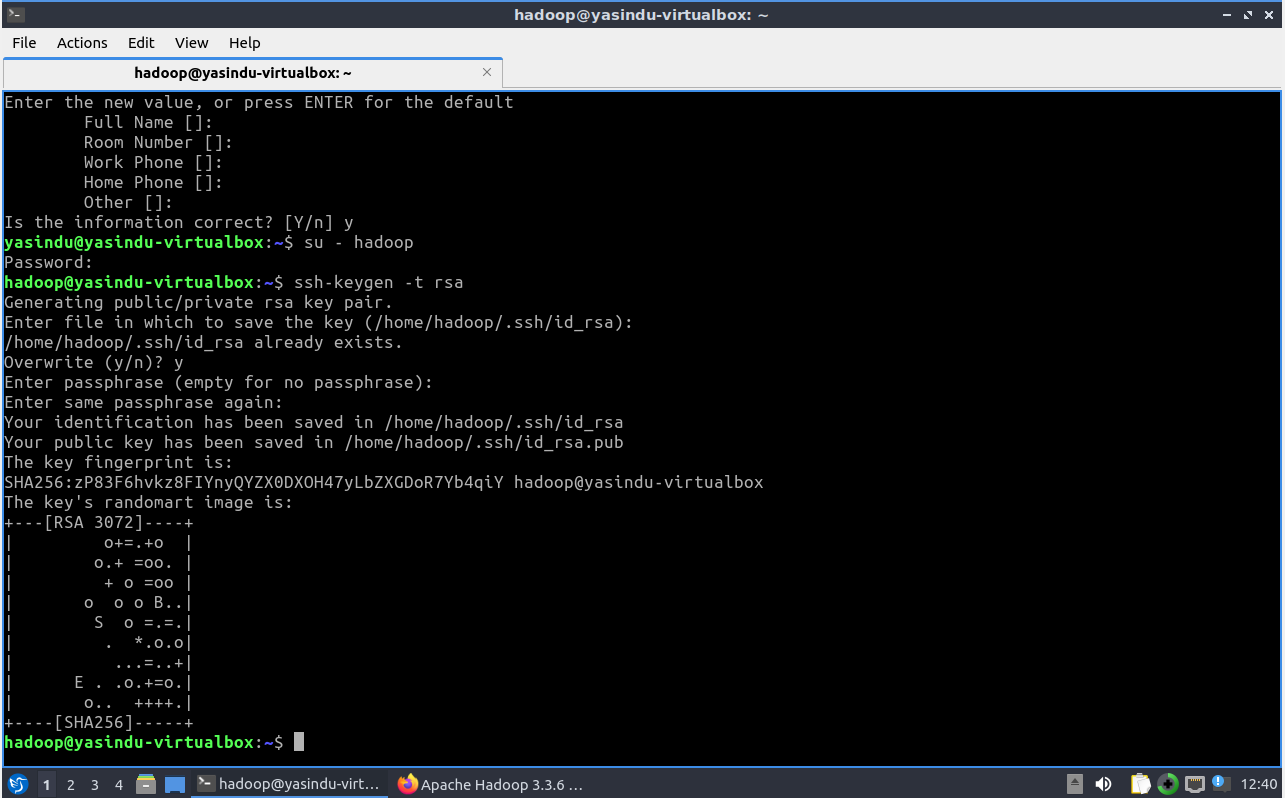 hadoop@yasindu-virtualbox: ~
File Actions Edit View Help
hadoop@yasindu-virtualbox: ~
Enter the new value, or press ENTER for the default
        Full Name []:
        Room Number []:
        Work Phone []:
        Home Phone []:
        Other []:
Is the information correct? [Y/n] y
yasindu@yasindu-virtualbox:~$ su - hadoop
Password:
hadoop@yasindu-virtualbox:~$ ssh-keygen -t rsa
Generating public/private rsa key pair.
Enter file in which to save the key (/home/hadoop/.ssh/id_rsa):
/home/hadoop/.ssh/id_rsa already exists.
Overwrite (y/n)? y
Enter passphrase (empty for no passphrase):
Enter same passphrase again:
Your identification has been saved in /home/hadoop/.ssh/id_rsa
Your public key has been saved in /home/hadoop/.ssh/id_rsa.pub
The key fingerprint is:
SHA256:zP83F6hvkz8FIYnyQYZX0DXOH47yLbZXGDoR7Yb4qiY hadoop@yasindu-virtualbox
The key's randomart image is:
+---[RSA 3072]----+
|         o+=.+o  |
|        o.+ =oo. |
|         + o =oo |
|       o  o o B..|
|        S  o =.=.|
|         .  *.o.o|
|          ...=..+|
|      E . .o.+=o.|
|       o..  ++++.|
+----[SHA256]-----+
hadoop@yasindu-virtualbox:~$
1 2 3 4 hadoop@yasindu-virt... Apache Hadoop 3.3.6 ... 12:40